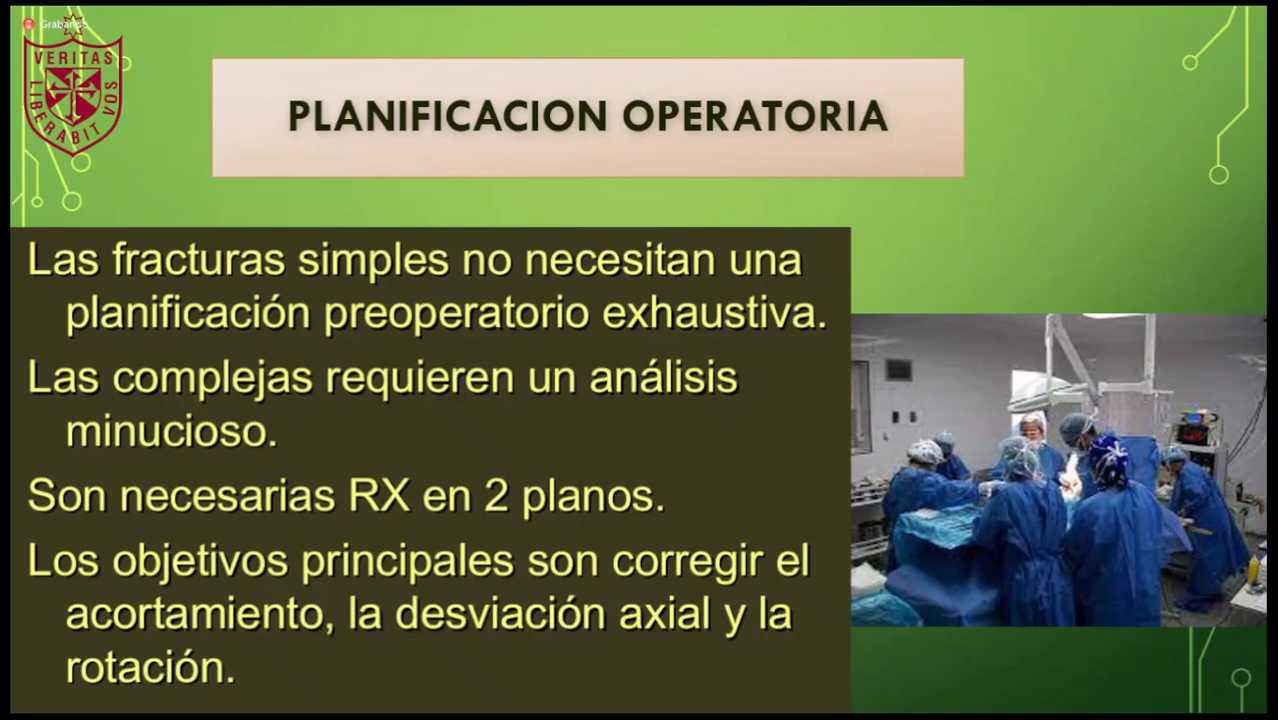 Grabando
VERITAS
LIBERABIT VOS
PLANIFICACION OPERATORIA
Las fracturas simples no necesitan una
planificación preoperatorio exhaustiva.
Las complejas requieren un análisis
minucioso.
Son necesarias RX en 2 planos.
Los objetivos principales son corregir el
acortamiento, la desviación axial y la
rotación.